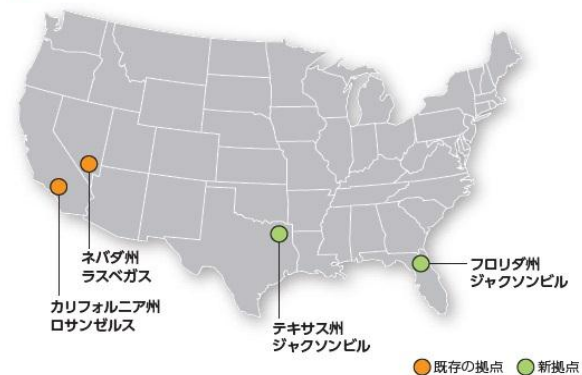 ネバダ州
ラスベガス
カリフォルニア州
ロサンゼルス
テキサス州
ジャクソンビル
フロリダ州
ジャクソンビル
既存の拠点 新拠点